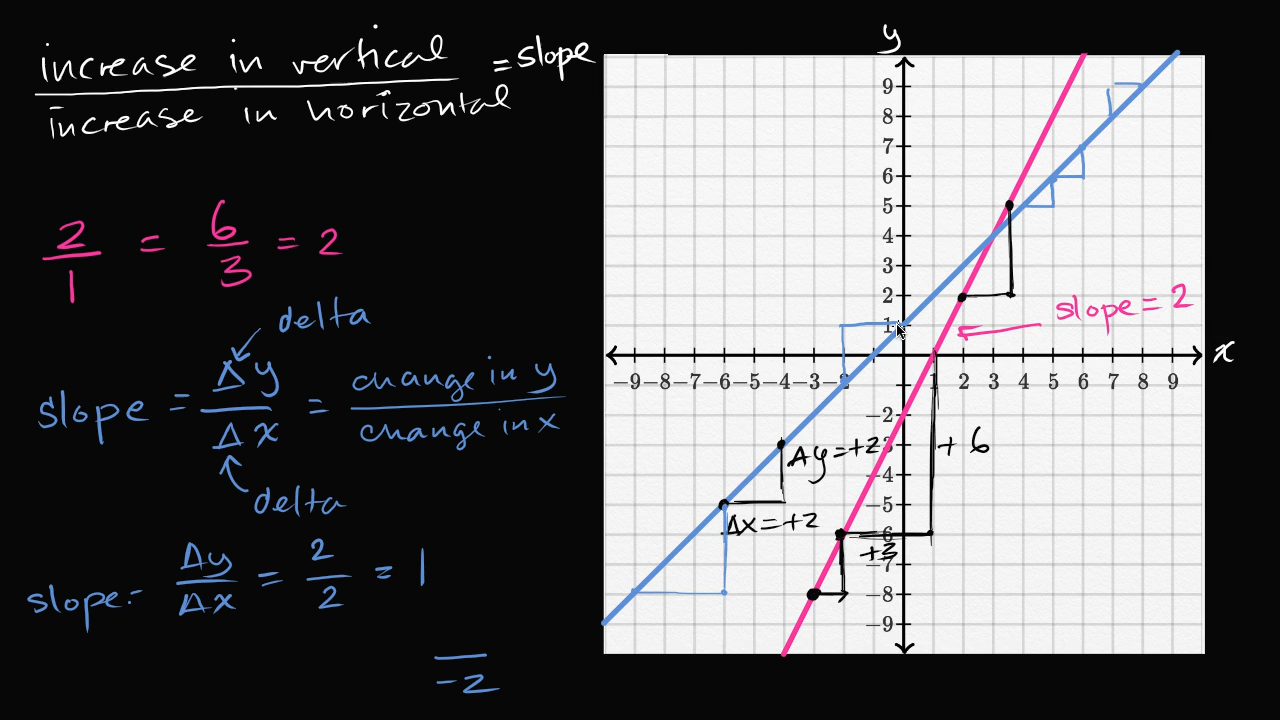 increase in vertical
increase in horizontal
= slope
2/1 = 6/3 = 2
delta
slope = Δy/Δx = change in y/change in x
delta
slope = Δy/Δx = 2/2 = 1
-2
y
9
8
7
6
5
4
3
2
1
slope = 2
x
-9 -8 -7 -6 -5 -4 -3 -2 1 2 3 4 5 6 7 8 9
-2
Δy = +2
-3
+6
-4
-5
Δx = +2
-6
+3
-7
-8
-9